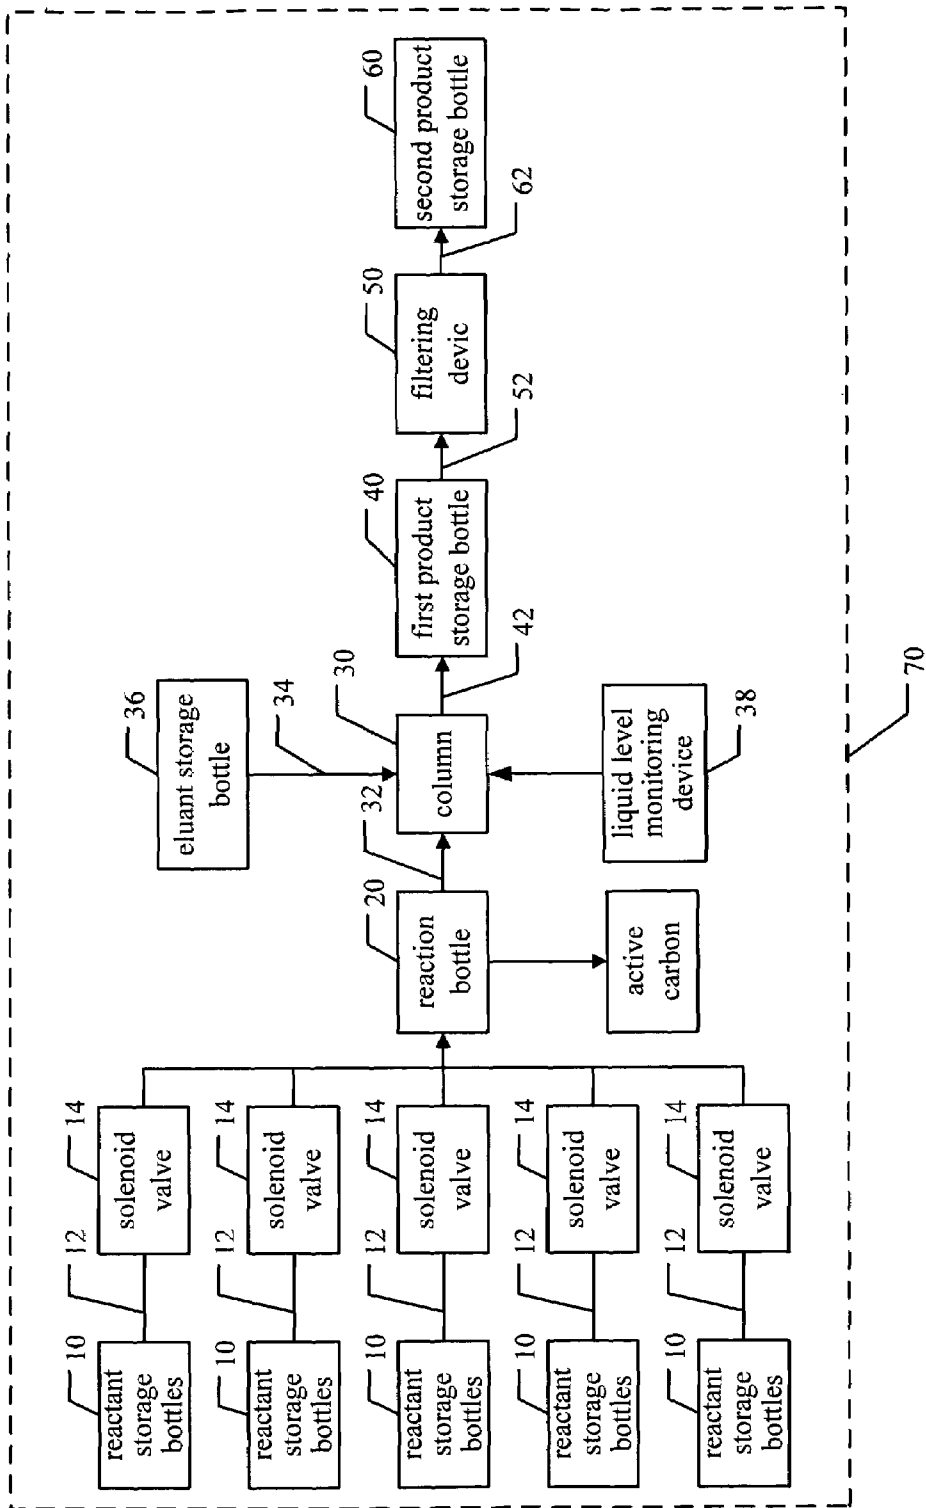 10
reactant
storage
bottles
12
14
solenoid
valve
10
reactant
storage
bottles
12
14
solenoid
valve
10
reactant
storage
bottles
12
14
solenoid
valve
10
reactant
storage
bottles
12
14
solenoid
valve
10
reactant
storage
bottles
12
14
solenoid
valve
20
reaction
bottle
active
carbon
32
36
eluant storage
bottle
34
30
column
liquid level
monitoring
device
38
42
40
first product
storage bottle
52
50
filtering
devic
62
60
second product
storage bottle
70